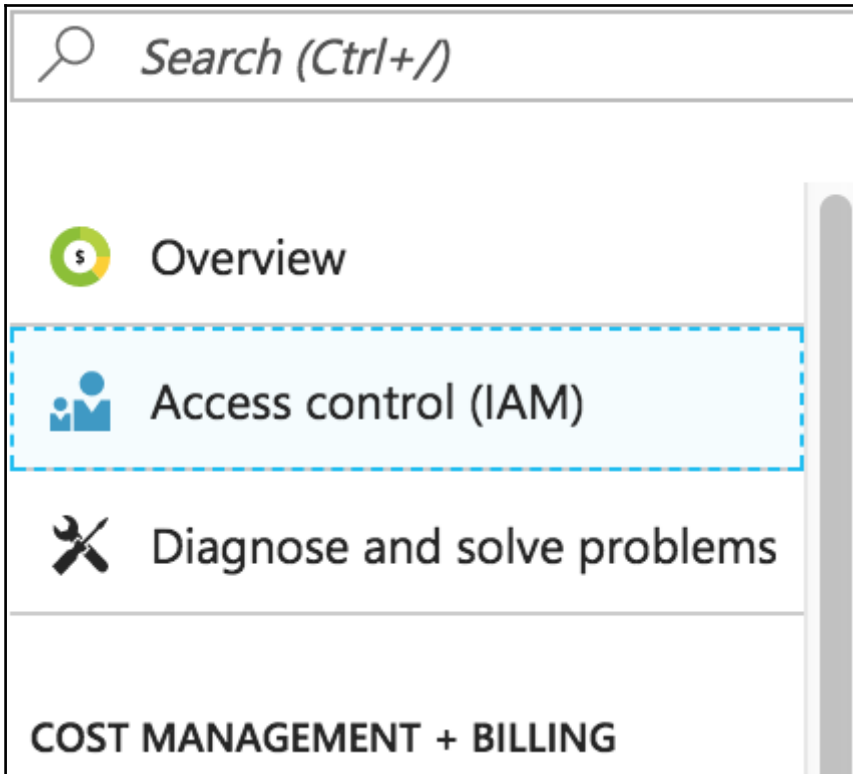 Search (Ctrl+/)
$
Overview
Access control (IAM)
Diagnose and solve problems
COST MANAGEMENT + BILLING